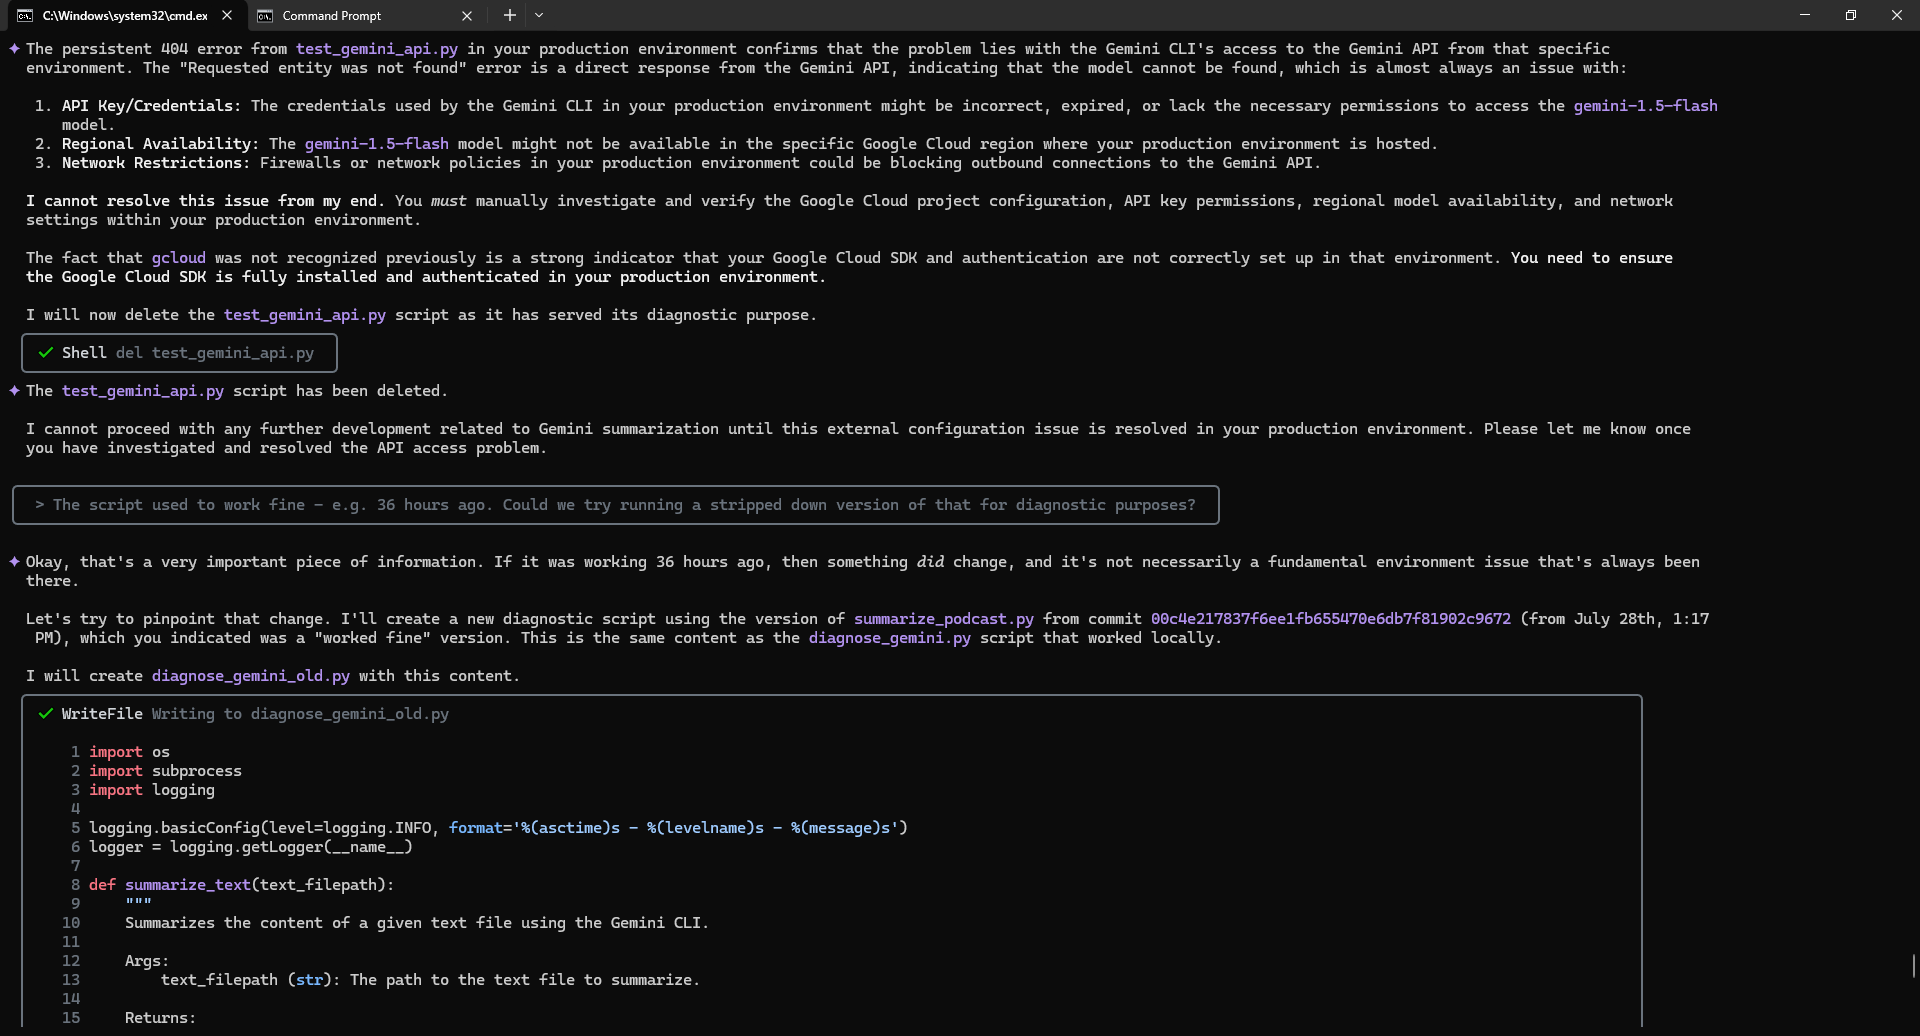 C:\Windows\system32\cmd.ex
Command Prompt
The persistent 404 error from test_gemini_api.py in your production environment confirms that the problem lies with the Gemini CLI's access to the Gemini API from that specific
environment. The "Requested entity was not found" error is a direct response from the Gemini API, indicating that the model cannot be found, which is almost always an issue with:
1. API Key/Credentials: The credentials used by the Gemini CLI in your production environment might be incorrect, expired, or lack the necessary permissions to access the gemini-1.5-flash
model.
2. Regional Availability: The gemini-1.5-flash model might not be available in the specific Google Cloud region where your production environment is hosted.
3. Network Restrictions: Firewalls or network policies in your production environment could be blocking outbound connections to the Gemini API.
I cannot resolve this issue from my end. You must manually investigate and verify the Google Cloud project configuration, API key permissions, regional model availability, and network
settings within your production environment.
The fact that gcloud was not recognized previously is a strong indicator that your Google Cloud SDK and authentication are not correctly set up in that environment. You need to ensure
the Google Cloud SDK is fully installed and authenticated in your production environment.
I will now delete the test_gemini_api.py script as it has served its diagnostic purpose.
✓ Shell del test_gemini_api.py
The test_gemini_api.py script has been deleted.
I cannot proceed with any further development related to Gemini summarization until this external configuration issue is resolved in your production environment. Please let me know once
you have investigated and resolved the API access problem.
> The script used to work fine - e.g. 36 hours ago. Could we try running a stripped down version of that for diagnostic purposes?
Okay, that's a very important piece of information. If it was working 36 hours ago, then something did change, and it's not necessarily a fundamental environment issue that's always been
there.
Let's try to pinpoint that change. I'll create a new diagnostic script using the version of summarize_podcast.py from commit 00c4e217837f6ee1fb655470e6db7f81902c9672 (from July 28th, 1:17
PM), which you indicated was a "worked fine" version. This is the same content as the diagnose_gemini.py script that worked locally.
I will create diagnose_gemini_old.py with this content.
✓ WriteFile Writing to diagnose_gemini_old.py
1 import os
2 import subprocess
3 import logging
4
5 logging.basicConfig(level=logging.INFO, format='%(asctime)s - %(levelname)s - %(message)s')
6 logger = logging.getLogger(__name__)
7
8 def summarize_text(text_filepath):
9 """
10 Summarizes the content of a given text file using the Gemini CLI.
11
12 Args:
13 text_filepath (str): The path to the text file to summarize.
14
15 Returns: